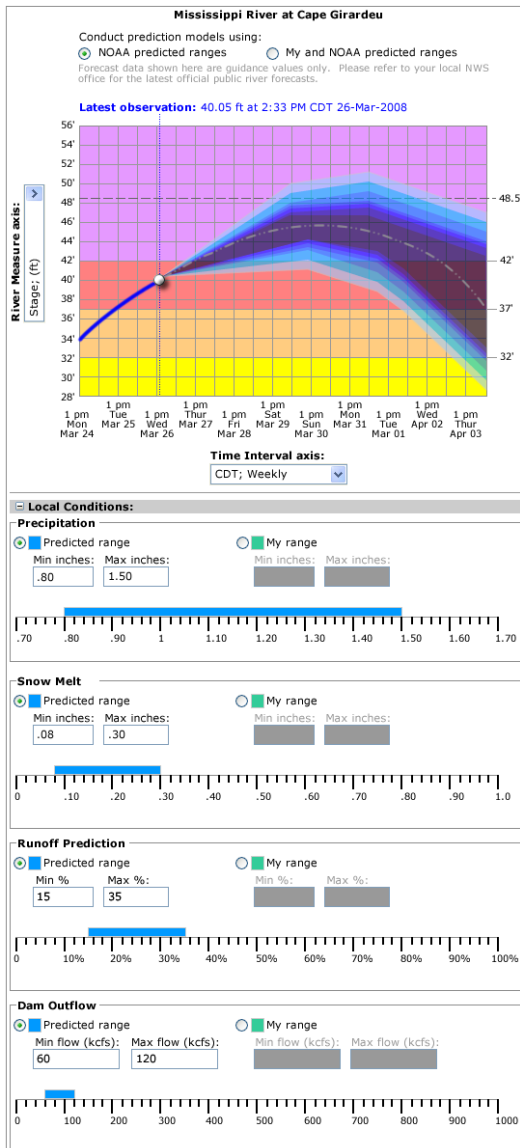 Mississippi River at Cape Girardeu
Conduct prediction models using:
NOAA predicted ranges My and NOAA predicted ranges
Forecast data shown here are guidance values only. Please refer to your local NWS
office for the latest official public river forecasts.
Latest observation: 40.05 ft at 2:33 PM CDT 26-Mar-2008
River Measure axis:
Stage; (ft)
56'
54'
52'
50'
48'
46'
44'
42'
40'
38'
36'
34'
32'
30'
28'
48.5'
42'
37'
32'
1 pm Mon Mar 24
1 pm Tue Mar 25
1 pm Wed Mar 26
1 pm Thur Mar 27
1 pm Fri Mar 28
1 pm Sat Mar 29
1 pm Sun Mar 30
1 pm Mon Mar 31
1 pm Tue Mar 01
1 pm Wed Apr 02
1 pm Thur Apr 03
Time Interval axis:
CDT; Weekly
Local Conditions:
Precipitation
Predicted range My range
Min inches: Max inches: Min inches: Max inches:
.80 1.50
.70 .80 .90 1 1.10 1.20 1.30 1.40 1.50 1.60 1.70
Snow Melt
Predicted range My range
Min inches: Max inches: Min inches: Max inches:
.08 .30
0 .10 .20 .30 .40 .50 .60 .70 .80 .90 1.0
Runoff Prediction
Predicted range My range
Min % Max %: Min %: Max %:
15 35
0 10% 20% 30% 40% 50% 60% 70% 80% 90% 100%
Dam Outflow
Predicted range My range
Min flow (kcfs): Max flow (kcfs): Min flow (kcfs): Max flow (kcfs):
60 120
0 100 200 300 400 500 600 700 800 900 1000